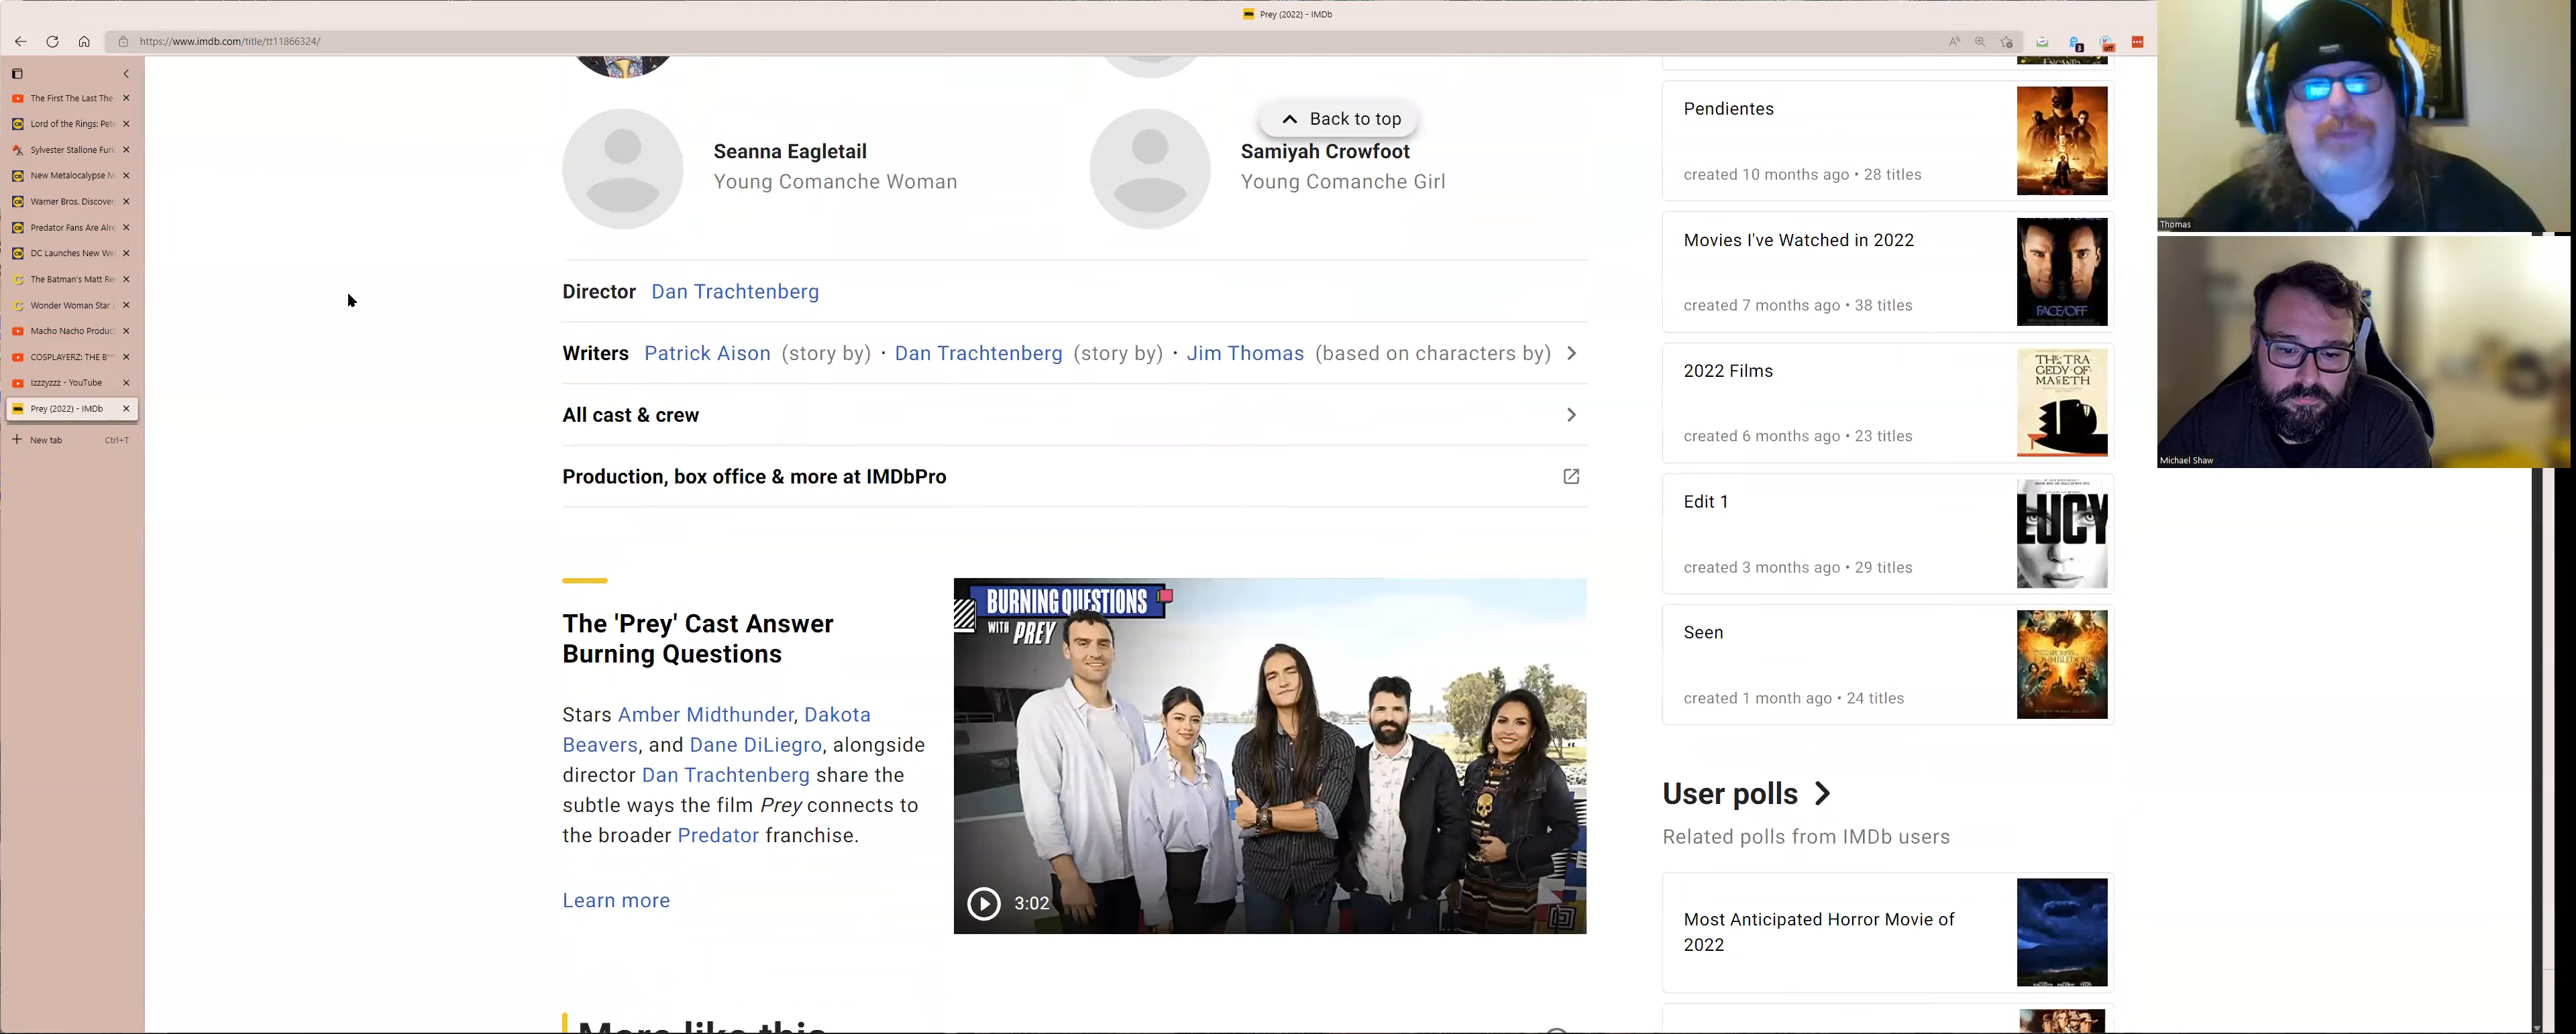 Prey (2022) - IMDb
https://www.imdb.com/title/tt11866324/
The First The Last The
Lord of the Rings: Pete
Sylvester Stallone Furi
New Metalocalypse M
Warner Bros. Discover
Predator Fans Are Alre
DC Launches New We
The Batman's Matt Re
Wonder Woman Star
Macho Nacho Produc
COSPLAYERZ: THE B**
Izzzyzzz - YouTube
Prey (2022) - IMDb
New tab Ctrl+T
Back to top
Seanna Eagletail
Young Comanche Woman
Samiyah Crowfoot
Young Comanche Girl
Director Dan Trachtenberg
Writers Patrick Aison (story by) · Dan Trachtenberg (story by) · Jim Thomas (based on characters by)
All cast & crew
Production, box office & more at IMDbPro
The 'Prey' Cast Answer
Burning Questions
Stars Amber Midthunder, Dakota
Beavers, and Dane DiLiegro, alongside
director Dan Trachtenberg share the
subtle ways the film Prey connects to
the broader Predator franchise.
Learn more
BURNING QUESTIONS
WITH PREY
3:02
More like this
ENCANTO
Pendientes
created 10 months ago • 28 titles
Movies I've Watched in 2022
created 7 months ago • 38 titles
FACE/OFF
2022 Films
created 6 months ago • 23 titles
THE TRA
GEDY·OF·
MACBETH
Edit 1
created 3 months ago • 29 titles
LUCY
Seen
created 1 month ago • 24 titles
User polls
Related polls from IMDb users
Most Anticipated Horror Movie of
2022
Thomas
Michael Shaw